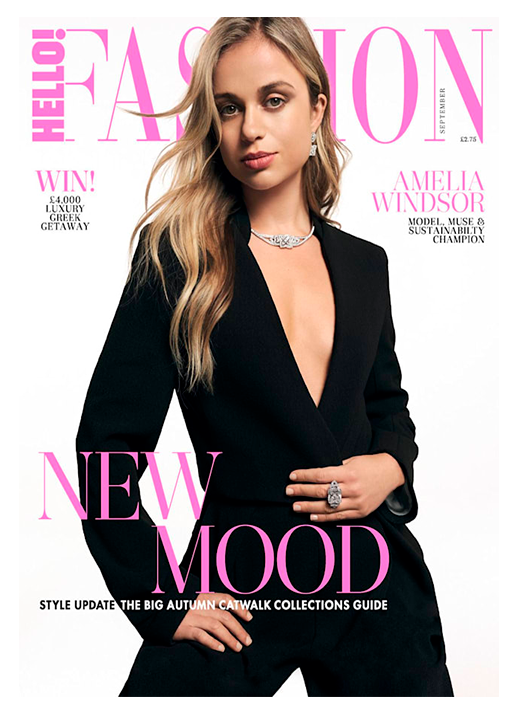 HELLO!
FASHION
SEPTEMBER
£2.75
WIN!
£4,000
LUXURY
GREEK
GETAWAY
AMELIA
WINDSOR
MODEL, MUSE &
SUSTAINABILTY
CHAMPION
NEW
MOOD
STYLE UPDATE THE BIG AUTUMN CATWALK COLLECTIONS GUIDE